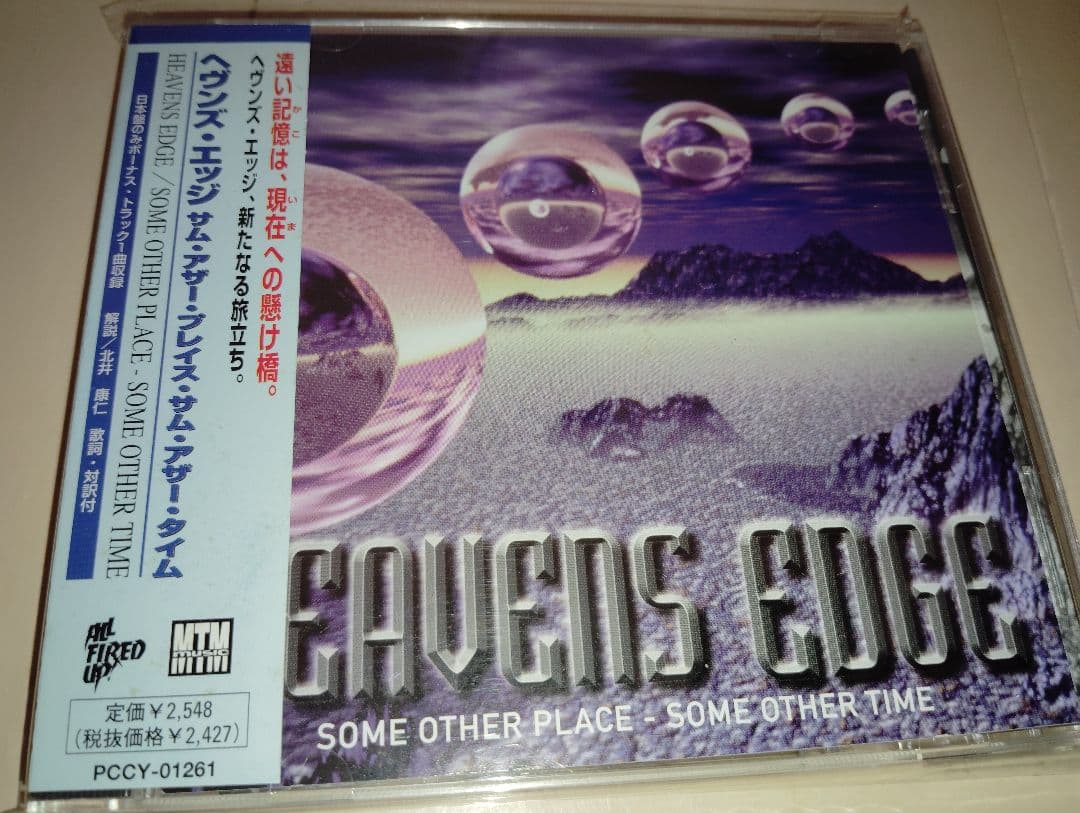 遠い記憶は、現在への懸け橋。
かこ
いま
ヘヴンズ・エッジ、新たなる旅立ち。
ヘヴンズ・エッジ サム・アザー・プレイス・サム・アザー・タイム
HEAVENS EDGE / SOME OTHER PLACE - SOME OTHER TIME
日本盤のみボーナス・トラック1曲収録 解説/北井 康仁 歌詞・対訳付
ALL FIRED UP
MTM
MUSIC
MTM
定価¥2,548
(税抜価格¥2,427)
PCCY-01261
EAVENS EDGE
SOME OTHER PLACE - SOME OTHER TIME